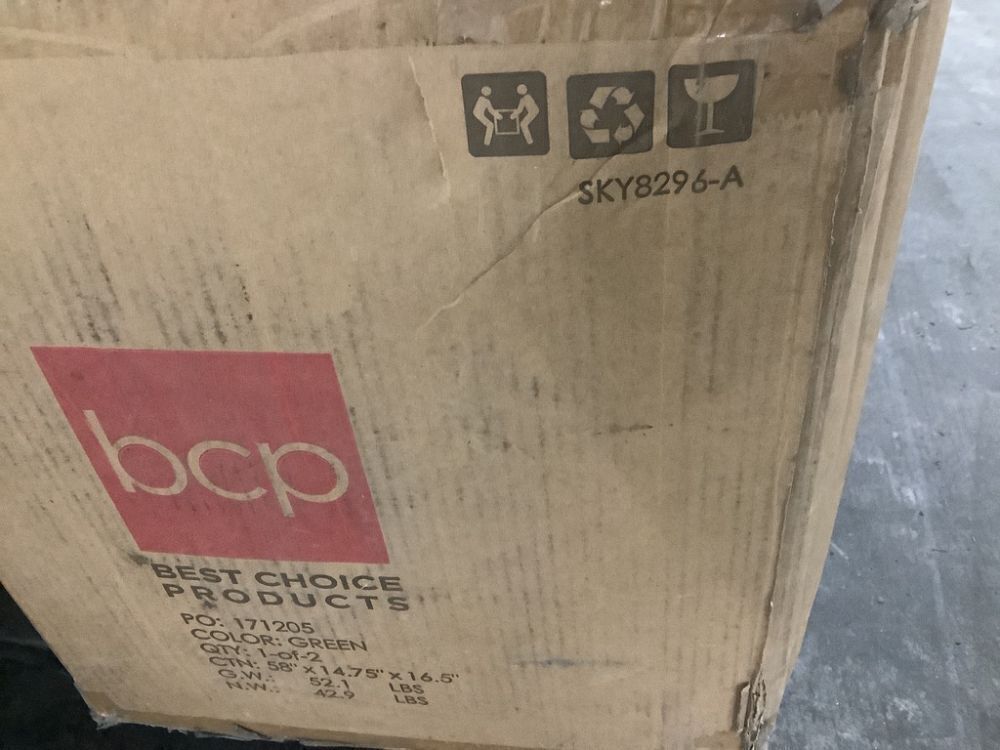 SKY8296-A
bcp
BEST CHOICE
PRODUCTS
PO: 171205
COLOR: GREEN
QTY: 1-of-2
CTN: 58" x 14.75" x 16.5"
G.W.: 52.1 LBS
N.W.: 42.9 LBS